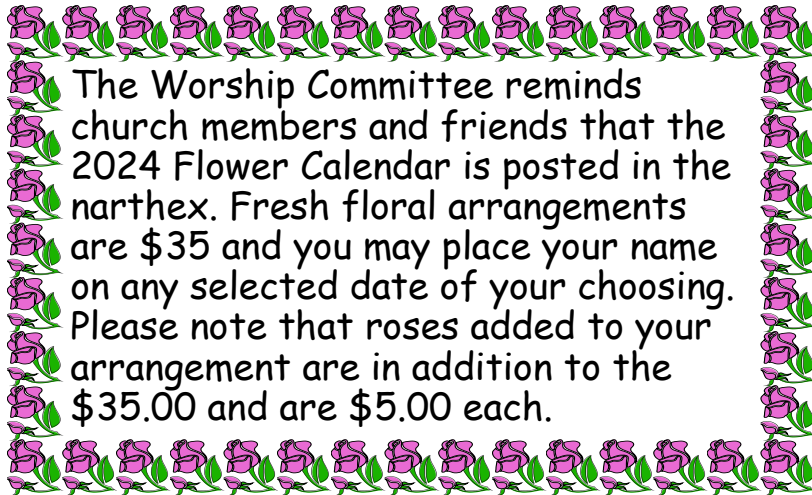 The Worship Committee reminds
church members and friends that the
2024 Flower Calendar is posted in the
narthex. Fresh floral arrangements
are $35 and you may place your name
on any selected date of your choosing.
Please note that roses added to your
arrangement are in addition to the
$35.00 and are $5.00 each.